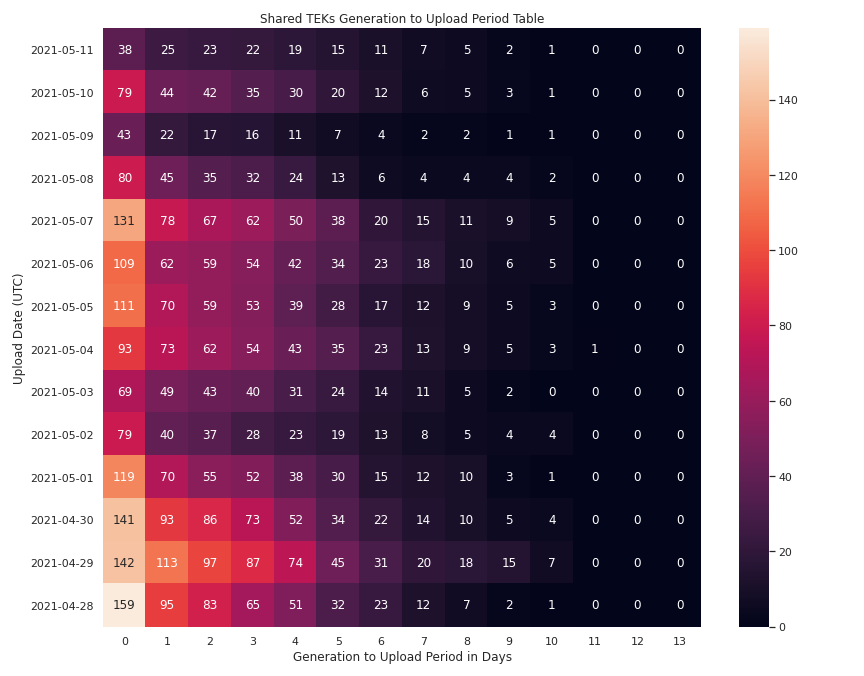 Shared TEKs Generation to Upload Period Table
2021-05-11 38 25 23 22 19 15 11 7 5 2 1 0 0 0
2021-05-10 79 44 42 35 30 20 12 6 5 3 1 0 0 0
2021-05-09 43 22 17 16 11 7 4 2 2 1 1 0 0 0
2021-05-08 80 45 35 32 24 13 6 4 4 4 2 0 0 0
2021-05-07 131 78 67 62 50 38 20 15 11 9 5 0 0 0
2021-05-06 109 62 59 54 42 34 23 18 10 6 5 0 0 0
2021-05-05 111 70 59 53 39 28 17 12 9 5 3 0 0 0
2021-05-04 93 73 62 54 43 35 23 13 9 5 3 1 0 0
2021-05-03 69 49 43 40 31 24 14 11 5 2 0 0 0 0
2021-05-02 79 40 37 28 23 19 13 8 5 4 4 0 0 0
2021-05-01 119 70 55 52 38 30 15 12 10 3 1 0 0 0
2021-04-30 141 93 86 73 52 34 22 14 10 5 4 0 0 0
2021-04-29 142 113 97 87 74 45 31 20 18 15 7 0 0 0
2021-04-28 159 95 83 65 51 32 23 12 7 2 1 0 0 0
0 1 2 3 4 5 6 7 8 9 10 11 12 13
Generation to Upload Period in Days
Upload Date (UTC)
140
120
100
80
60
40
20
0